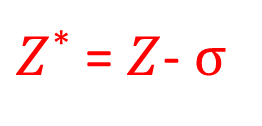 Z* = Z- σ